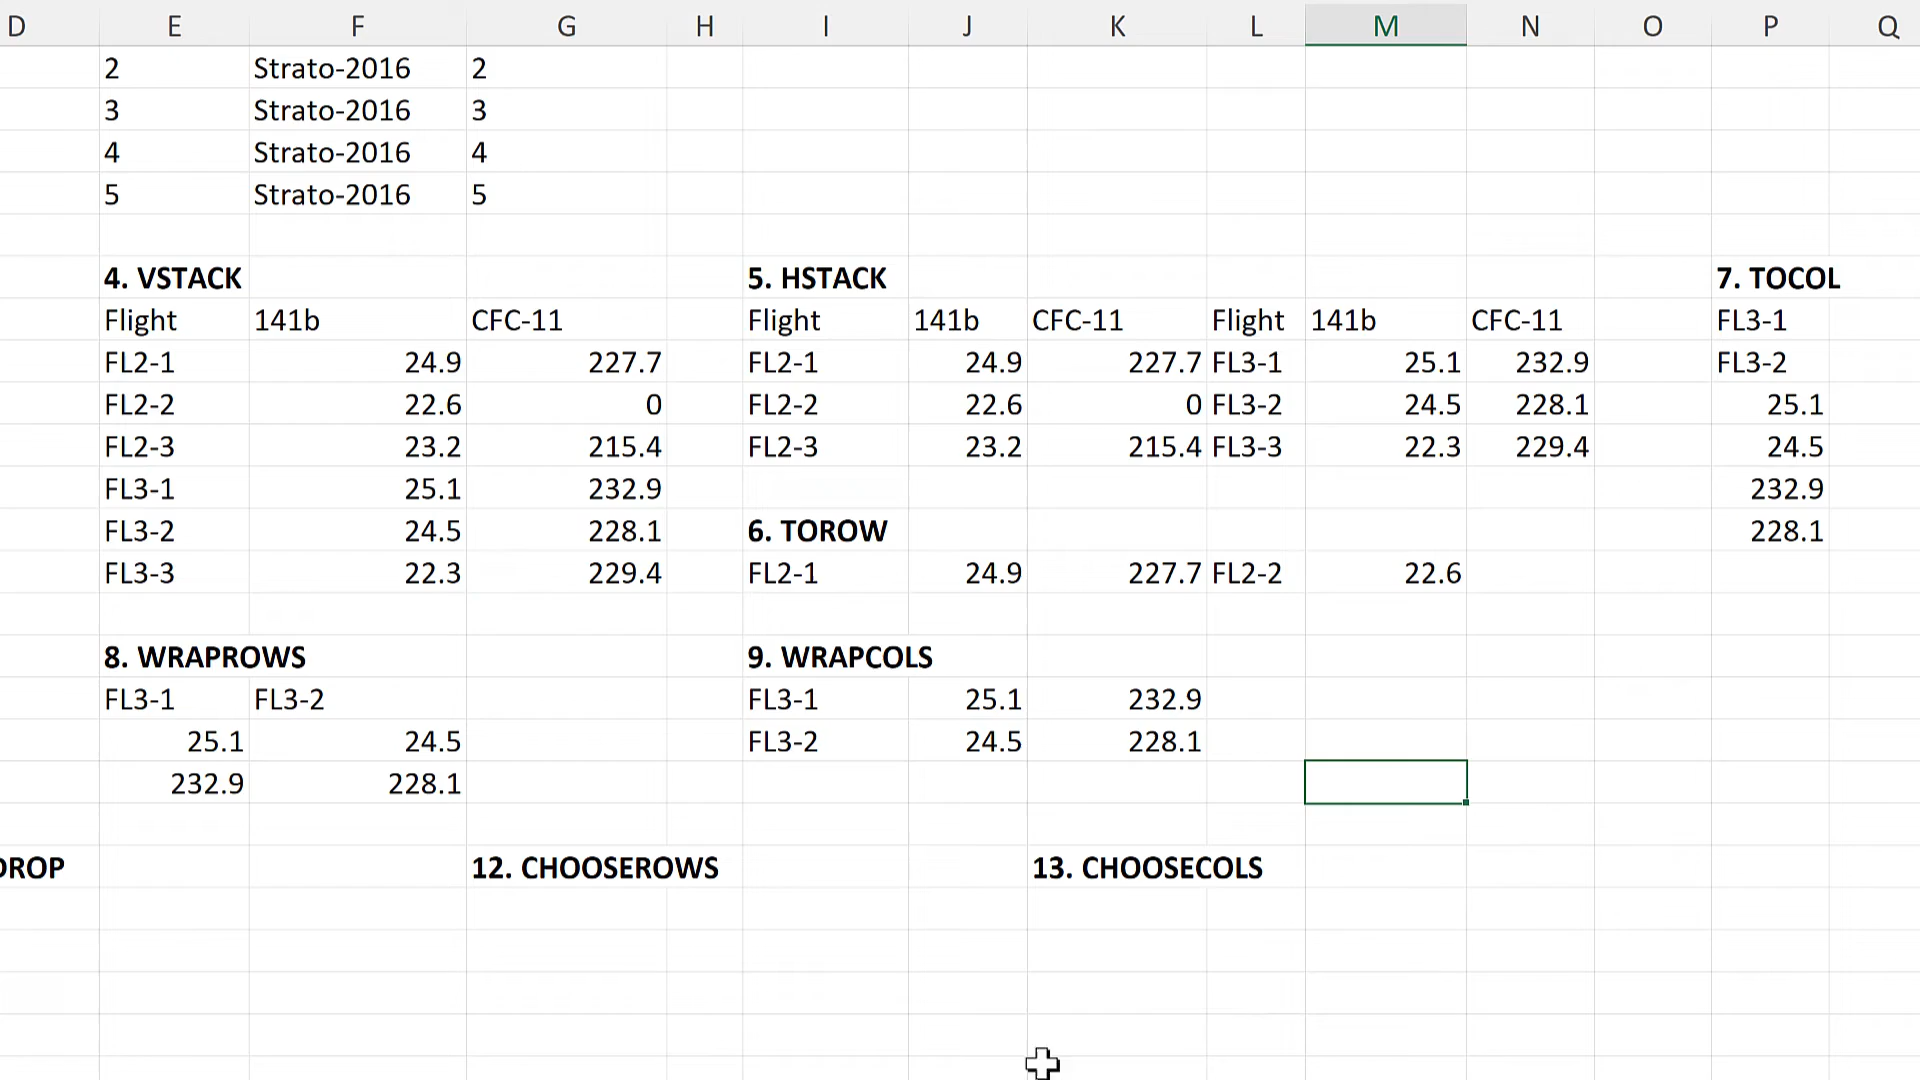 D E F G H I J K L M N O P Q
2 Strato-2016 2
3 Strato-2016 3
4 Strato-2016 4
5 Strato-2016 5
4. VSTACK 5. HSTACK 7. TOCOL
Flight 141b CFC-11 Flight 141b CFC-11 Flight 141b CFC-11 FL3-1
FL2-1 24.9 227.7 FL2-1 24.9 227.7 FL3-1 25.1 232.9 FL3-2
FL2-2 22.6 0 FL2-2 22.6 0 FL3-2 24.5 228.1 25.1
FL2-3 23.2 215.4 FL2-3 23.2 215.4 FL3-3 22.3 229.4 24.5
FL3-1 25.1 232.9 232.9
FL3-2 24.5 228.1 6. TOROW 228.1
FL3-3 22.3 229.4 FL2-1 24.9 227.7 FL2-2 22.6
8. WRAPROWS 9. WRAPCOLS
FL3-1 FL3-2 FL3-1 25.1 232.9
25.1 24.5 FL3-2 24.5 228.1
232.9 228.1
DROP 12. CHOOSEROWS 13. CHOOSECOLS